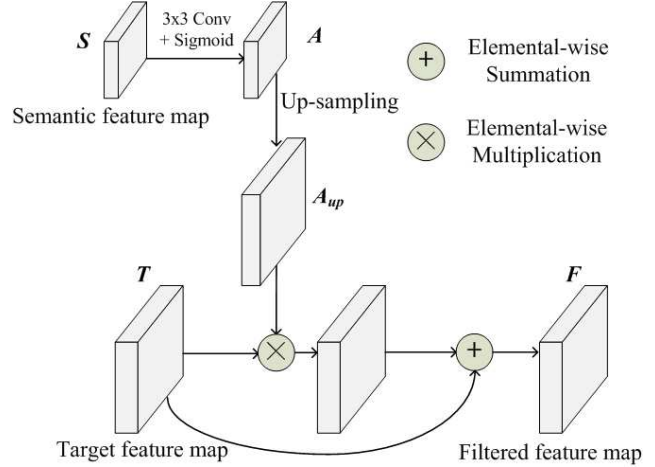 S
3x3 Conv
+ Sigmoid
A
Semantic feature map
Up-sampling
+
Elemental-wise
Summation
×
Elemental-wise
Multiplication
A_up
T
F
×
+
Target feature map
Filtered feature map